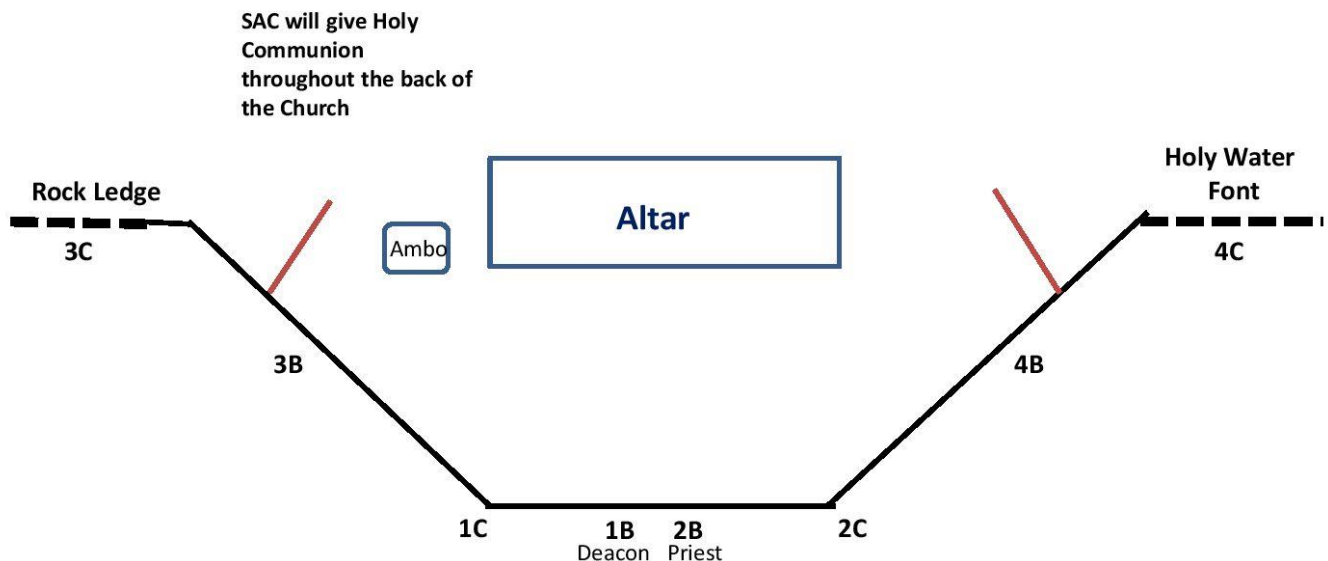 SAC will give Holy
Communion
throughout the back of
the Church
Rock Ledge
3C
Ambo
Altar
Holy Water
Font
4C
3B
4B
1C
1B
2B
2C
Deacon
Priest